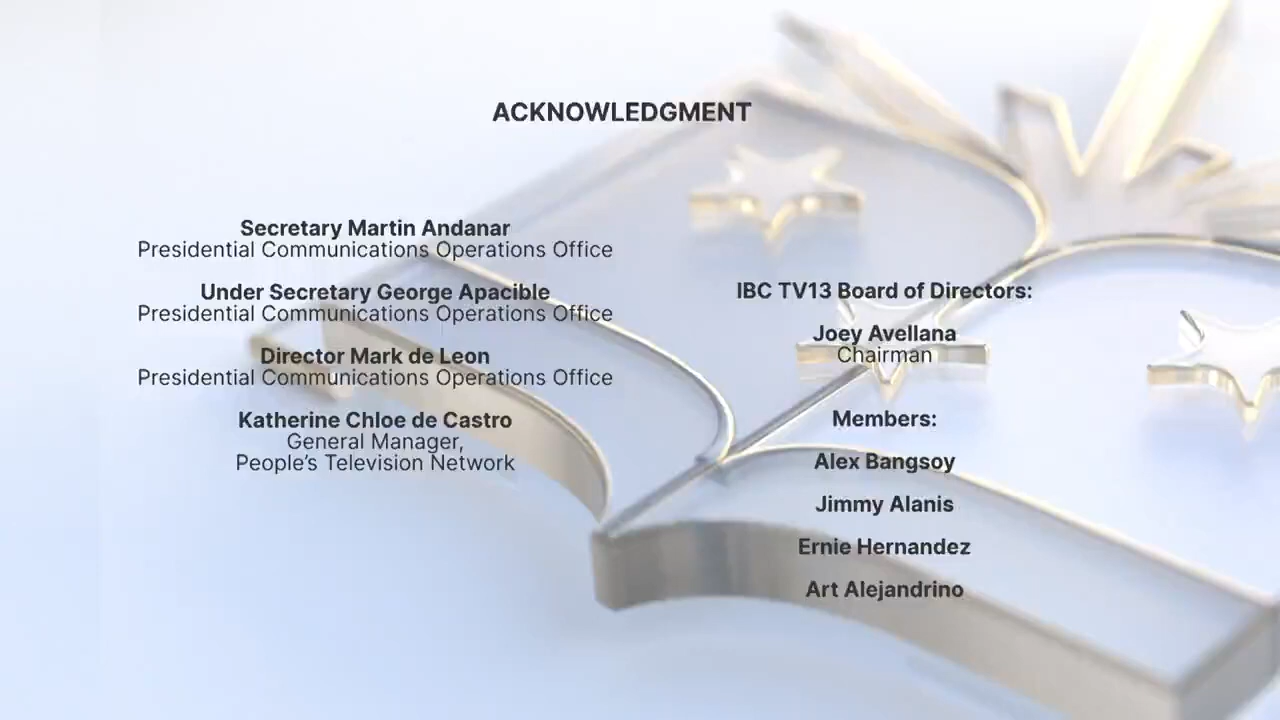 ACKNOWLEDGMENT
Secretary Martin Andanar
Presidential Communications Operations Office
Under Secretary George Apacible
Presidential Communications Operations Office
Director Mark de Leon
Presidential Communications Operations Office
Katherine Chloe de Castro
General Manager,
People’s Television Network
IBC TV13 Board of Directors:
Joey Avellana
Chairman
Members:
Alex Bangsoy
Jimmy Alanis
Ernie Hernandez
Art Alejandrino